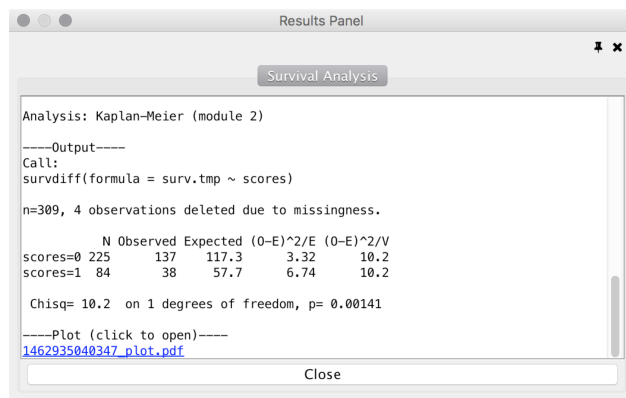 Results Panel
Survival Analysis
Analysis: Kaplan-Meier (module 2)
----Output----
Call:
survdiff(formula = surv.tmp ~ scores)
n=309, 4 observations deleted due to missingness.
N Observed Expected (O-E)^2/E (O-E)^2/V
scores=0 225 137 117.3 3.32 10.2
scores=1 84 38 57.7 6.74 10.2
Chisq= 10.2 on 1 degrees of freedom, p= 0.00141
----Plot (click to open)----
1462935040347_plot.pdf
Close